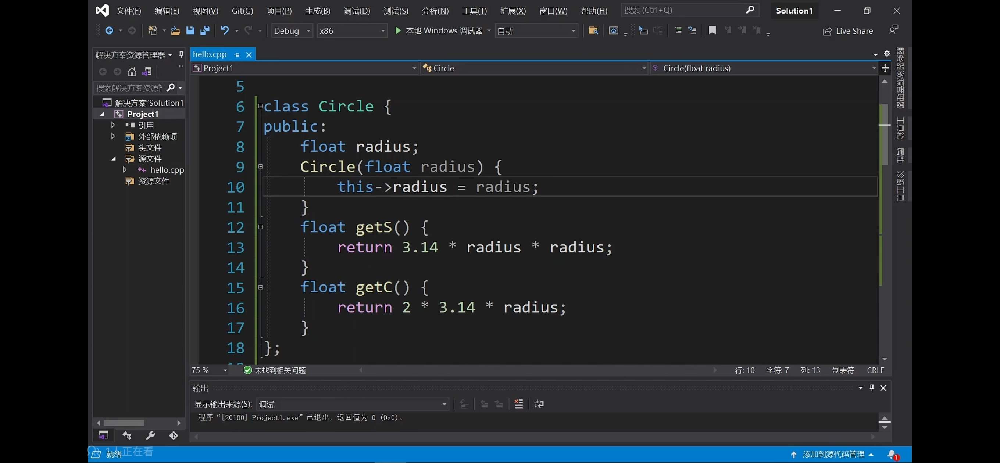 文件(F) 编辑(E) 视图(V) Git(G) 项目(P) 生成(B) 调试(D) 测试(S) 分析(N) 工具(T) 扩展(X) 窗口(W) 帮助(H) 搜索 (Ctrl+Q) Solution1
Debug x86 本地 Windows 调试器 自动 Live Share
解决方案资源管理器
搜索解决方案资源管
解决方案"Solution1
Project1
引用
外部依赖项
头文件
源文件
hello.cpp
资源文件
hello.cpp
Project1 Circle Circle(float radius)
5
6 class Circle {
7 public:
8 float radius;
9 Circle(float radius) {
10 this->radius = radius;
11 }
12 float getS() {
13 return 3.14 * radius * radius;
14 }
15 float getC() {
16 return 2 * 3.14 * radius;
17 }
18 };
75 % 未找到相关问题 行: 10 字符: 7 列: 13 制表符 CRLF
输出
显示输出来源(S): 调试
程序“[20100] Project1.exe”已退出，返回值为 0 (0x0)。
服务器资源管理器
工具箱
属性
诊断工具
1人正在看
就绪 添加到源代码管理 1